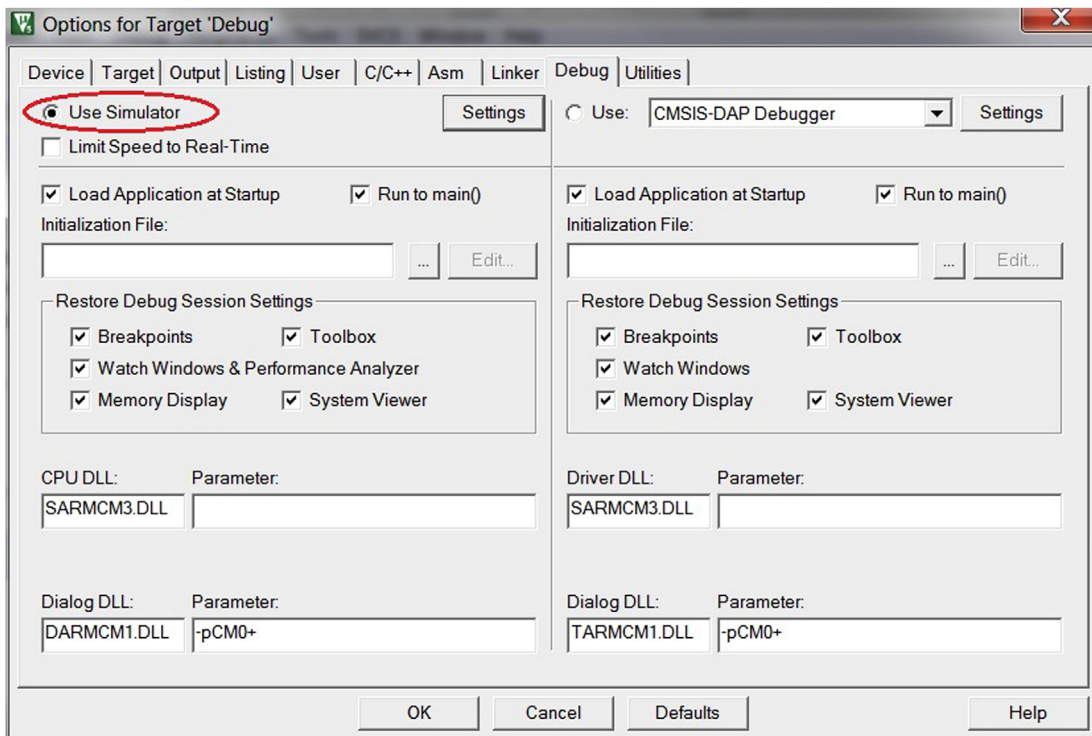 Options for Target 'Debug'
Device Target Output Listing User C/C++ Asm Linker Debug Utilities
Use Simulator Settings
Limit Speed to Real-Time
Use: CMSIS-DAP Debugger Settings
Load Application at Startup Run to main()
Initialization File:
... Edit...
Restore Debug Session Settings
Breakpoints Toolbox
Watch Windows & Performance Analyzer
Memory Display System Viewer
CPU DLL: Parameter:
SARMCM3.DLL
Dialog DLL: Parameter:
DARMCM1.DLL -pCM0+
Load Application at Startup Run to main()
Initialization File:
... Edit...
Restore Debug Session Settings
Breakpoints Toolbox
Watch Windows
Memory Display System Viewer
Driver DLL: Parameter:
SARMCM3.DLL
Dialog DLL: Parameter:
TARMCM1.DLL -pCM0+
OK Cancel Defaults Help